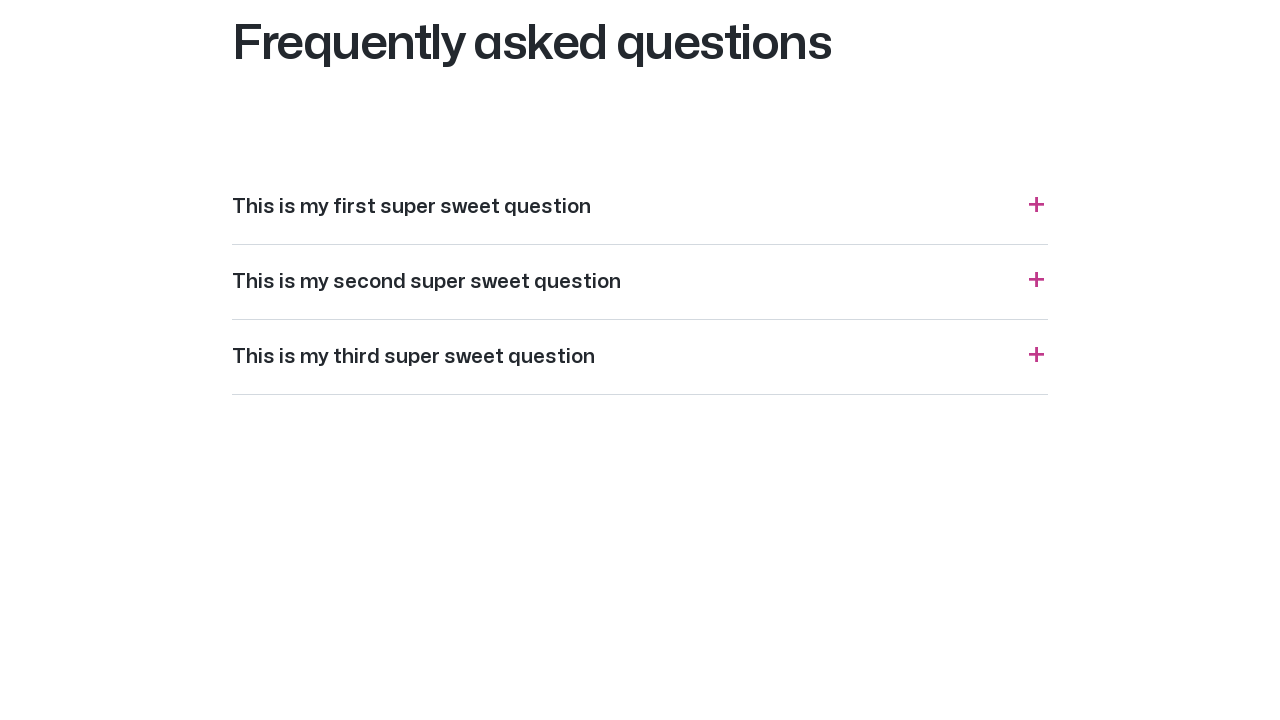 Frequently asked questions
This is my first super sweet question +
This is my second super sweet question +
This is my third super sweet question +